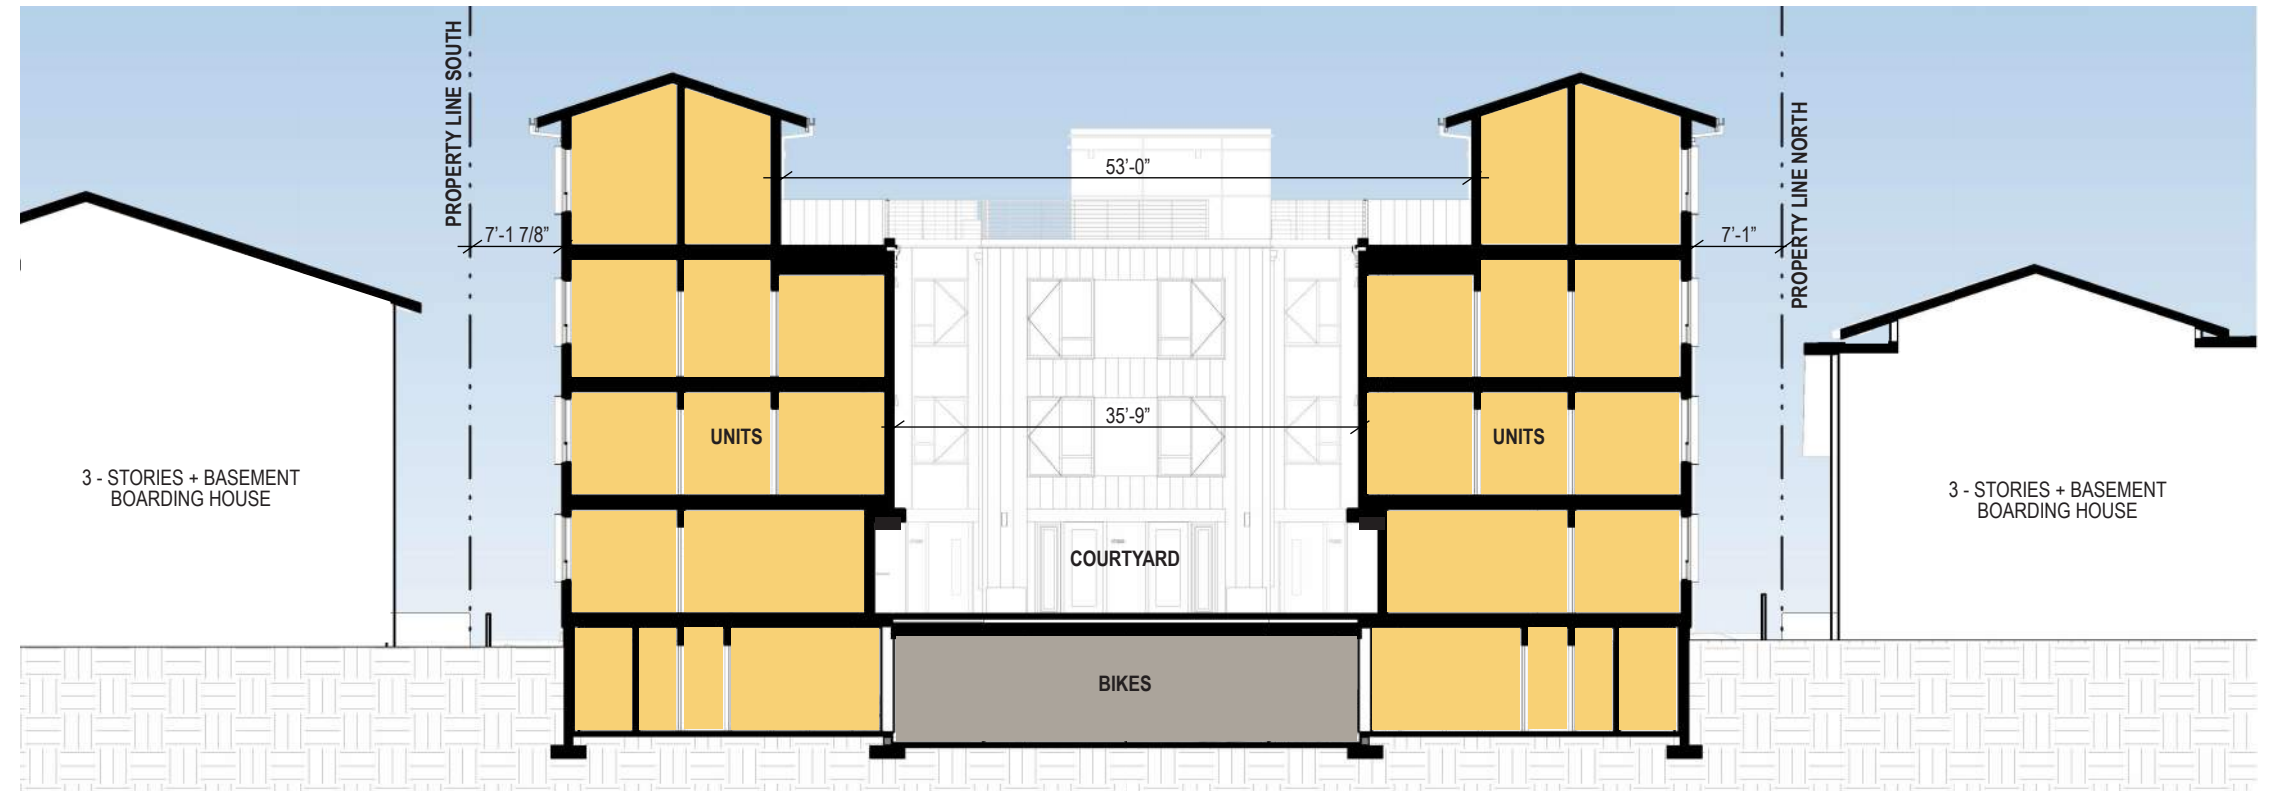 PROPERTY LINE SOUTH
PROPERTY LINE NORTH
53’-0”
7’-1 7/8”
7’-1”
35’-9”
UNITS
UNITS
3 - STORIES + BASEMENT
BOARDING HOUSE
3 - STORIES + BASEMENT
BOARDING HOUSE
COURTYARD
BIKES